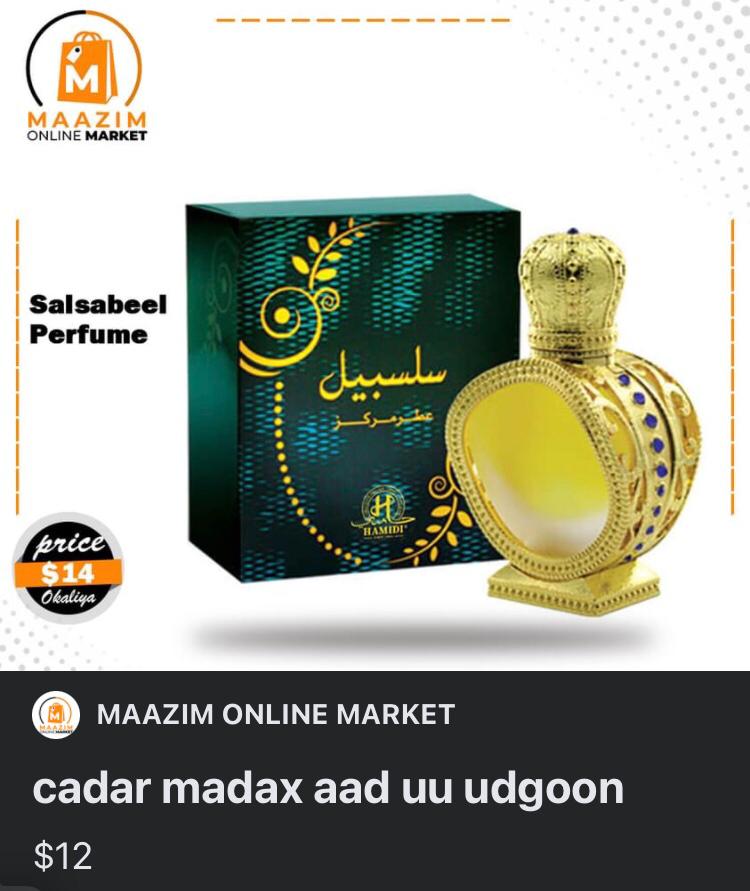 M
MAAZIM
ONLINE MARKET
Salsabeel
Perfume
سلسبيل
عطر مركز
HAMIDI
price
$14
Okaliya
MAAZIM ONLINE MARKET
cadar madax aad uu udgoon
$12